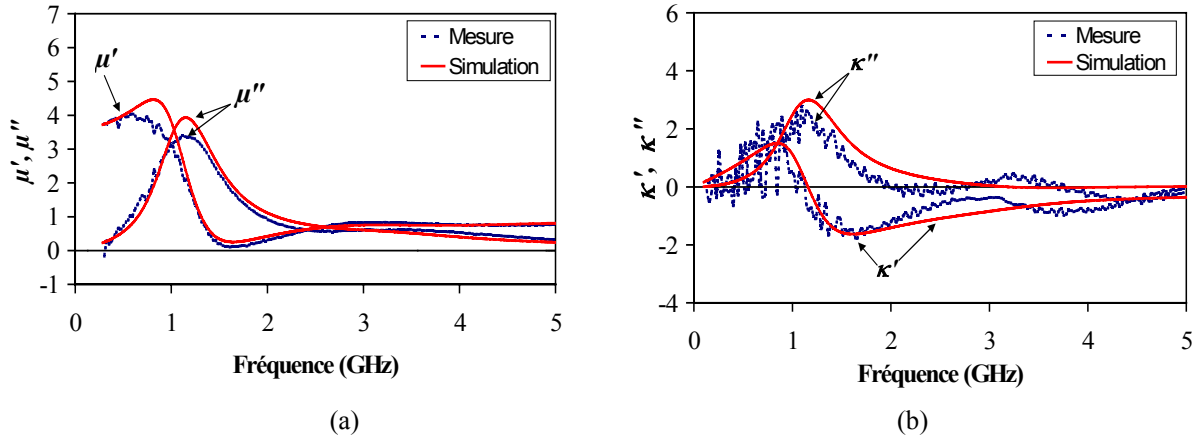 7
6
5
4
3
2
1
0
-1
μ', μ''
Mesure
Simulation
μ'
μ''
0 1 2 3 4 5
Fréquence (GHz)
(a)
6
4
2
0
-2
-4
κ', κ''
Mesure
Simulation
κ''
κ'
0 1 2 3 4 5
Fréquence (GHz)
(b)